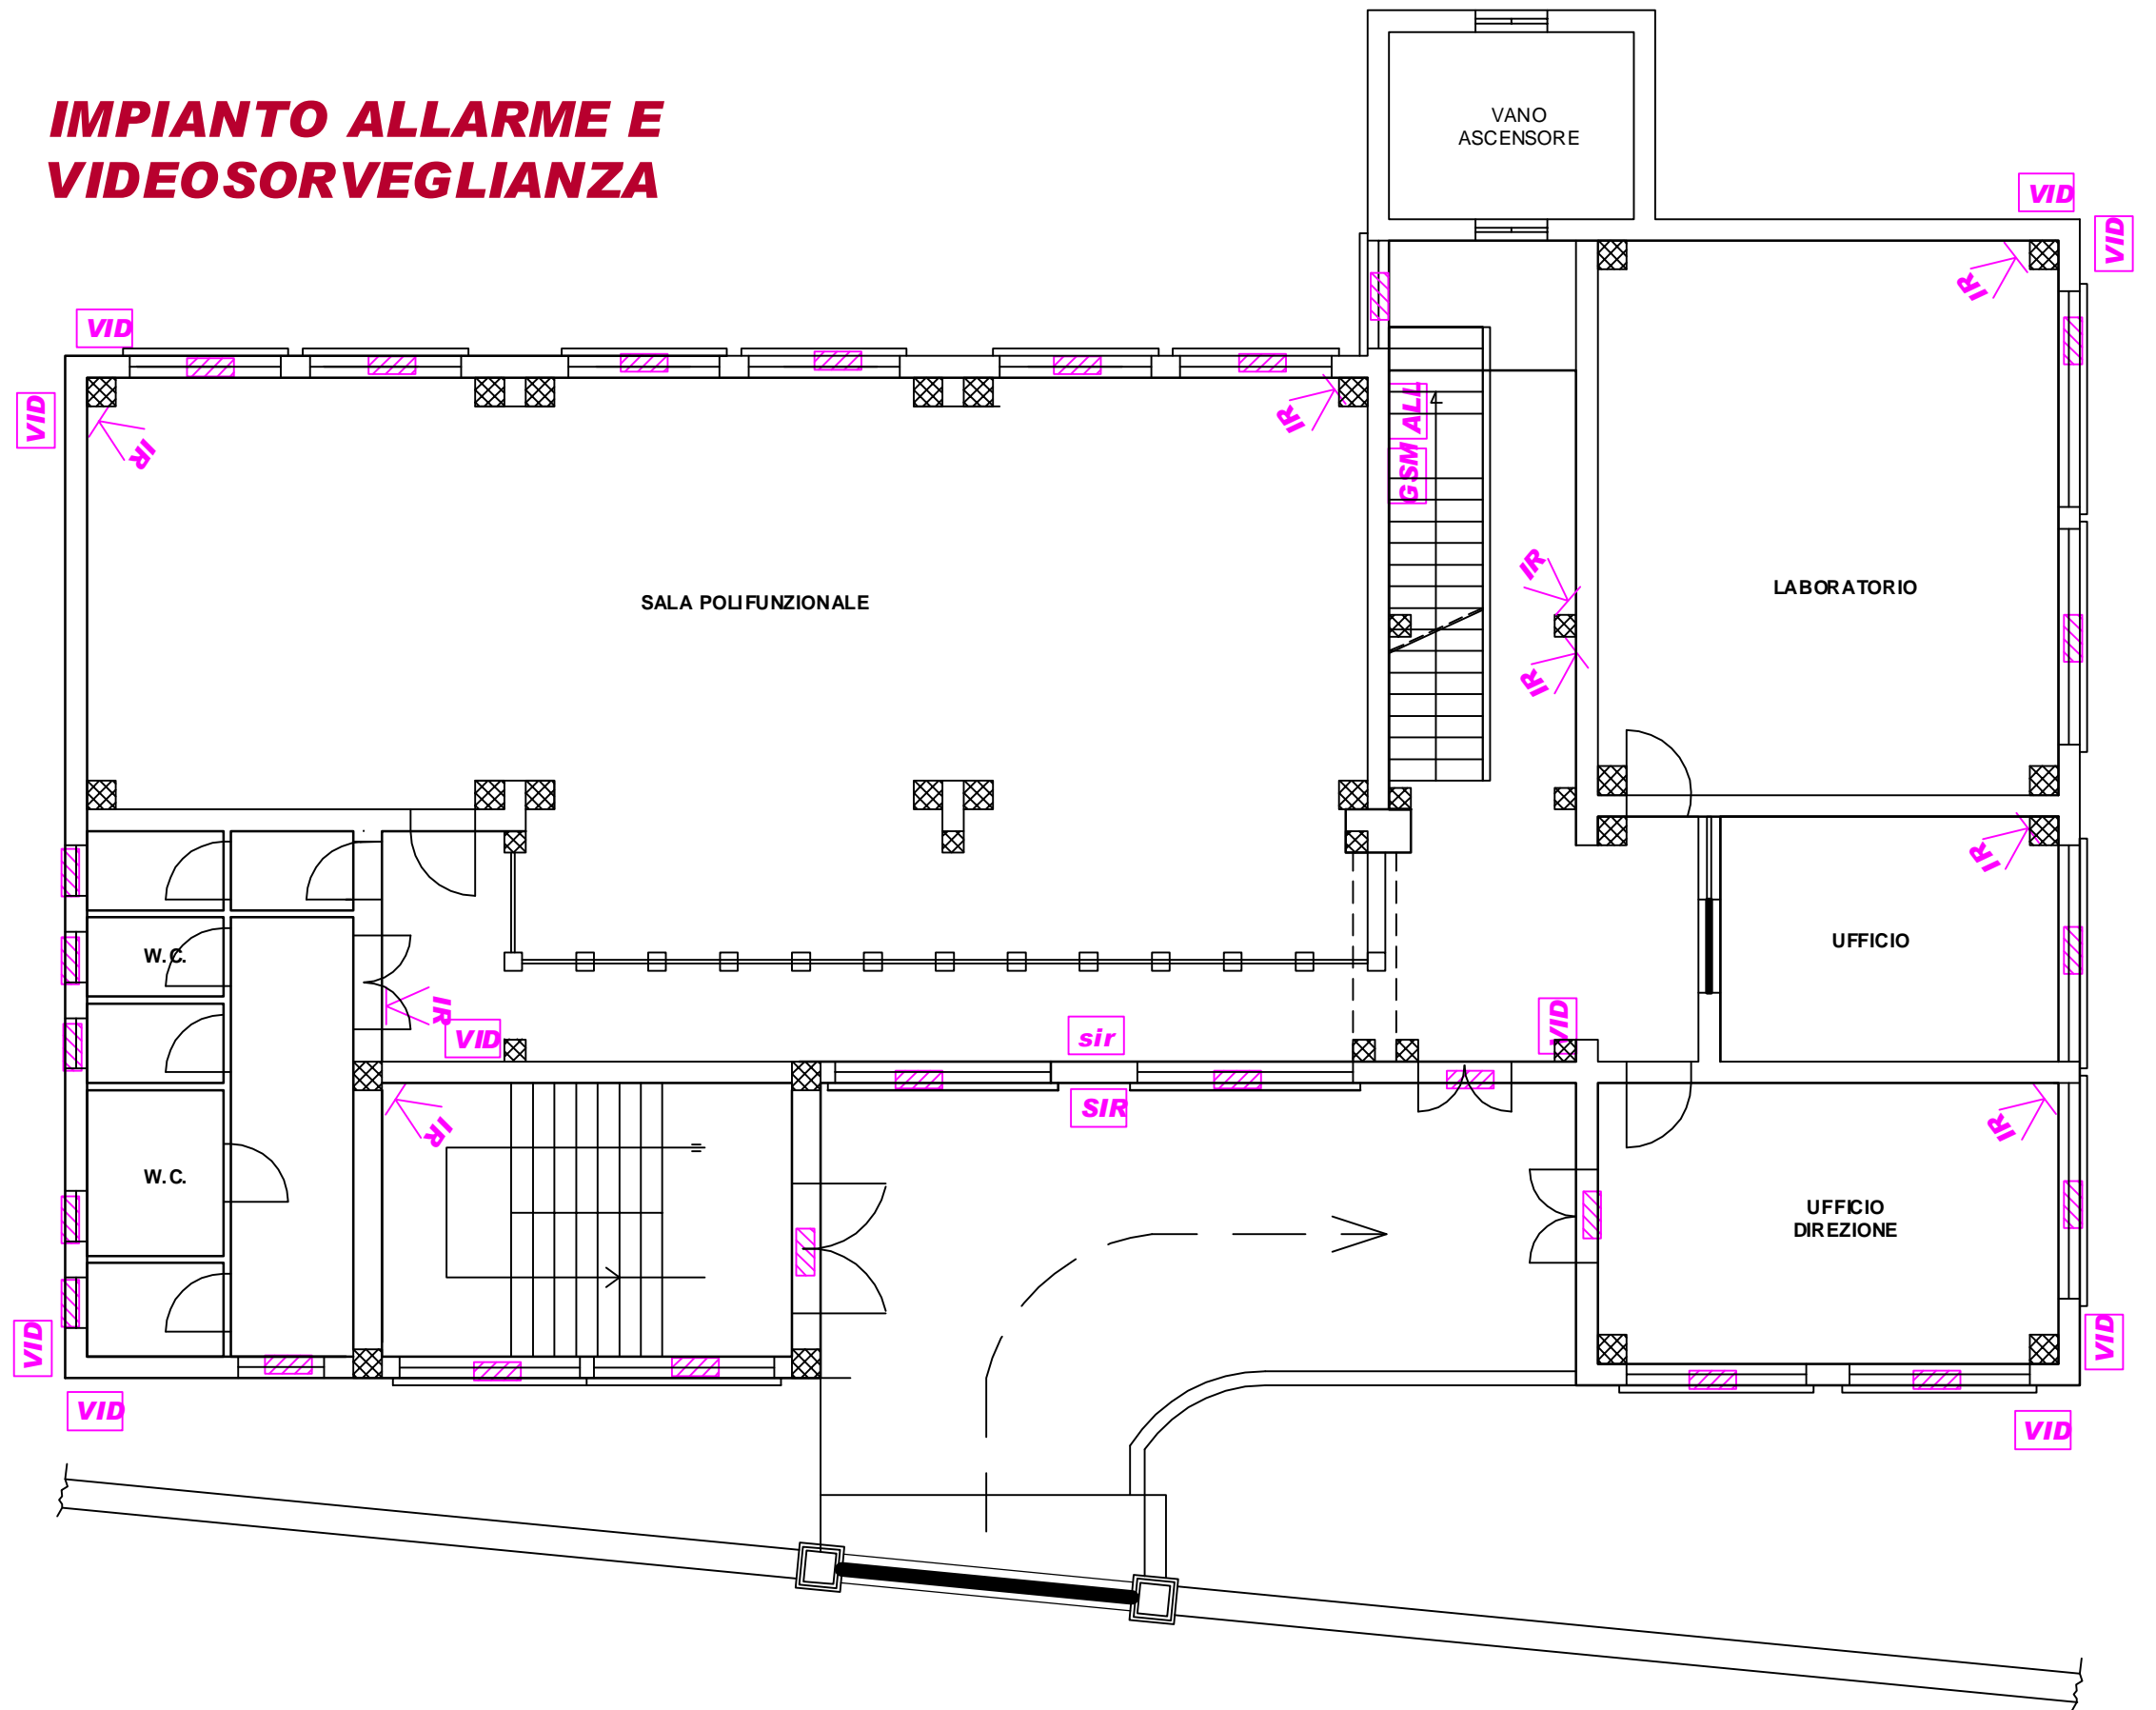 IMPIANTO ALLARME E
VIDEOSORVEGLIANZA
VANO
ASCENSORE
VID
VID
IR
VID
VID
IR
IR
ALL
GSM
IR
IR
SALA POLIFUNZIONALE
LABORATORIO
IR
W.C.
UFFICIO
IR
VID
sir
VID
SIR
IR
IR
W.C.
UFFICIO
DIREZIONE
VID
VID
VID
VID